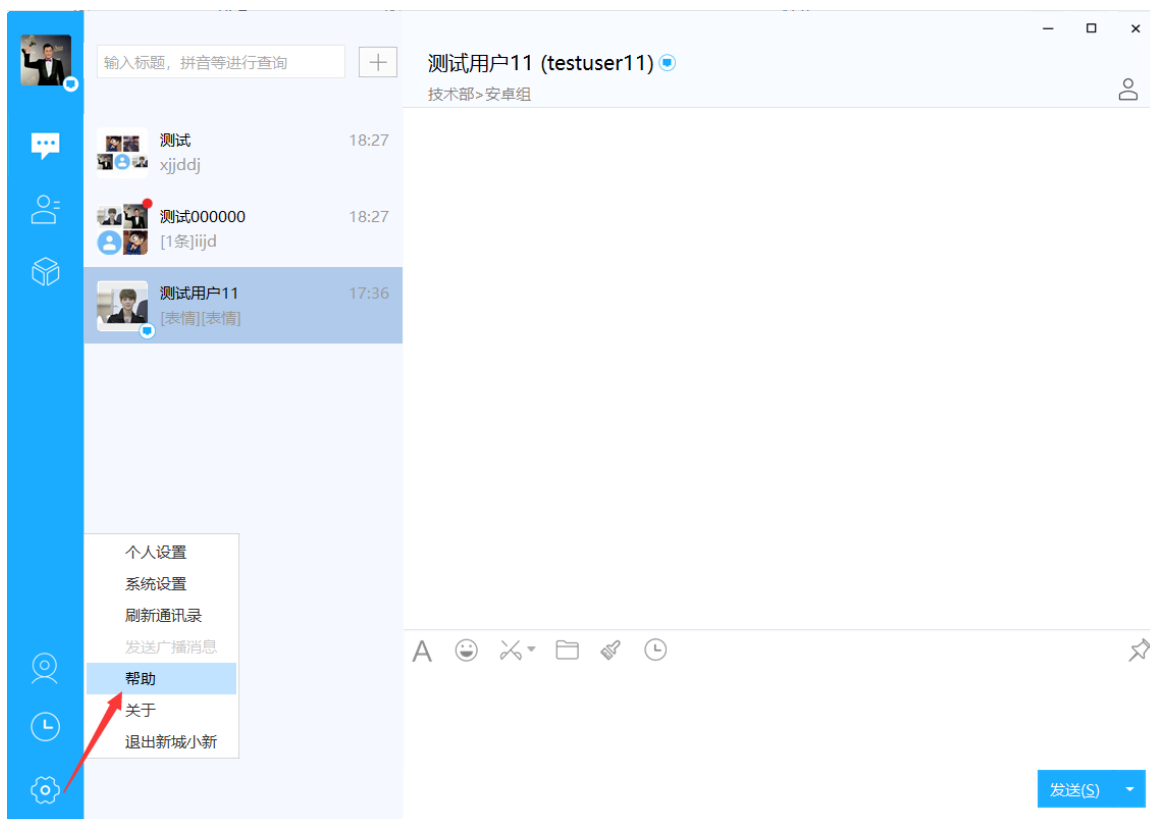 输入标题，拼音等进行查询
测试用户11 (testuser11)
技术部>安卓组
测试 18:27
xjjddj
测试000000 18:27
[1条]iijd
测试用户11 17:36
[表情][表情]
个人设置
系统设置
刷新通讯录
发送广播消息
帮助
关于
退出新城小新
A
发送(S)